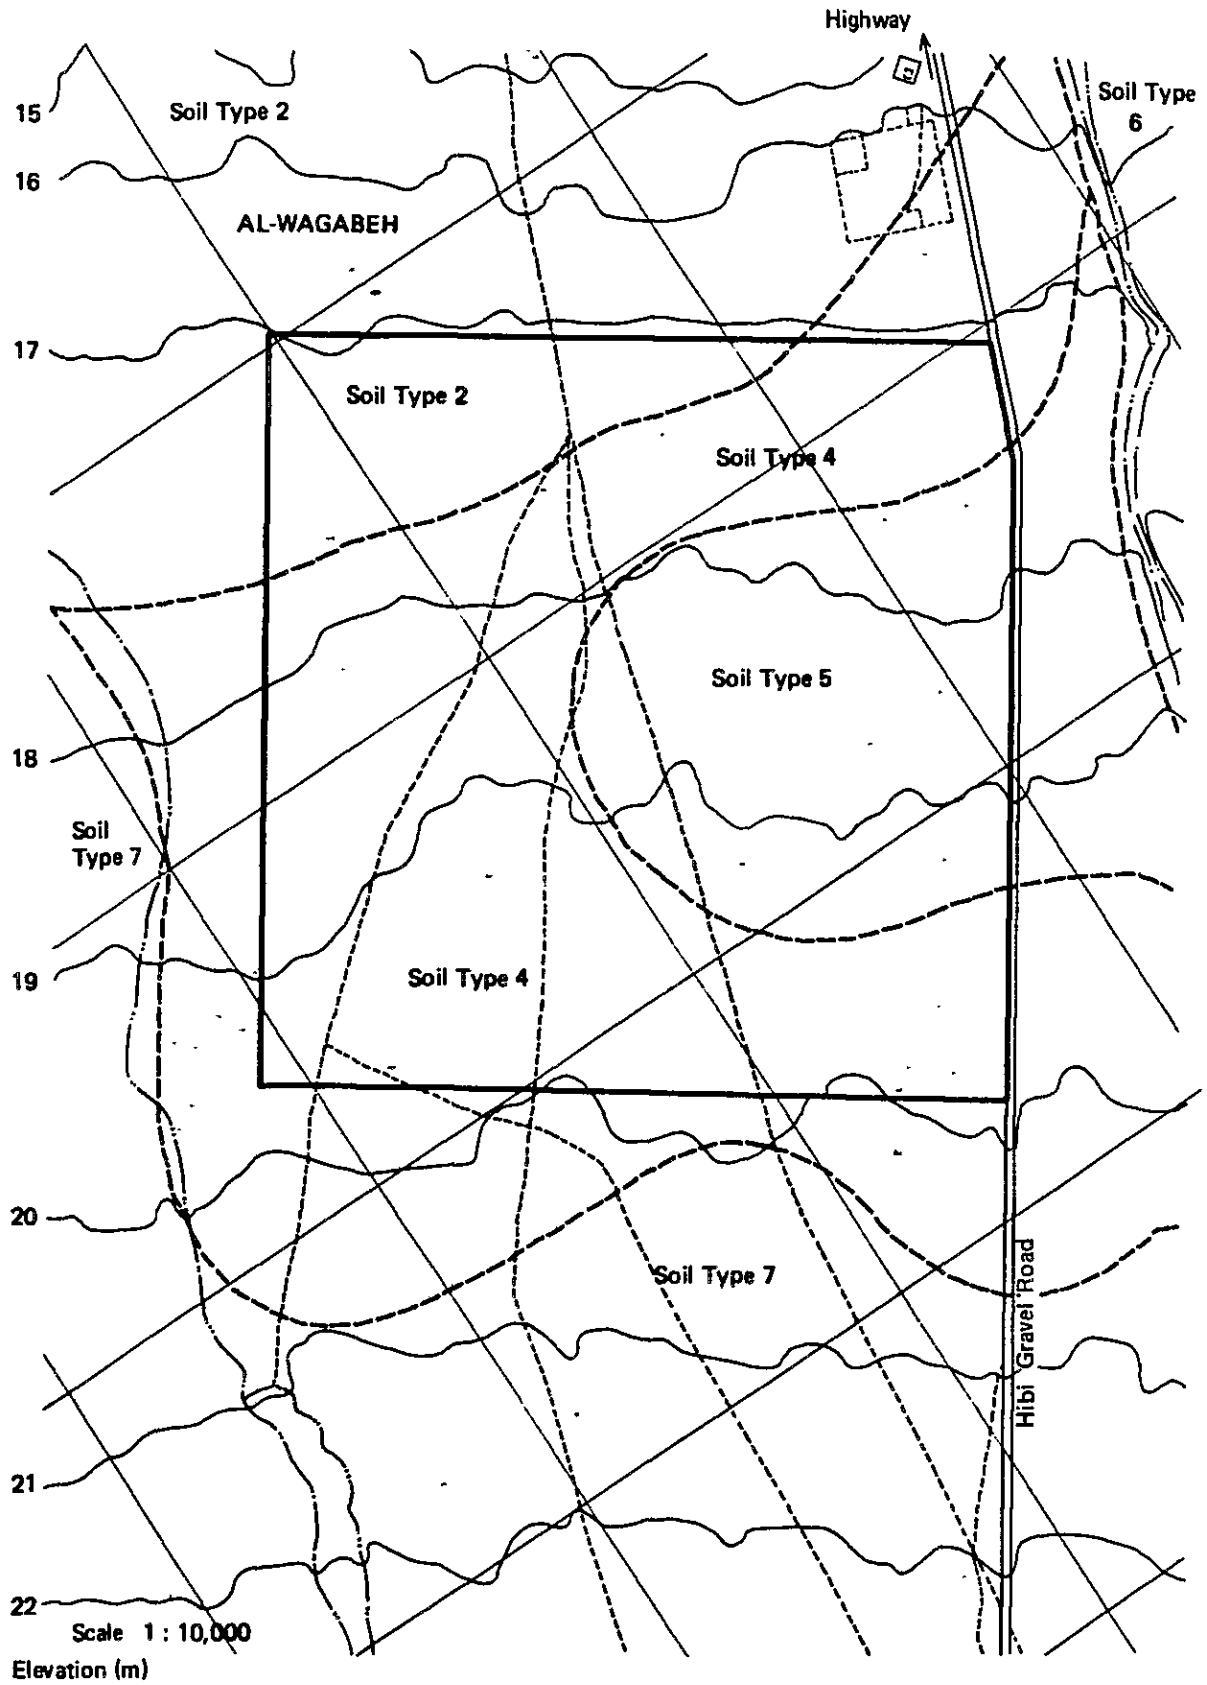 Highway
Soil Type
6
15
Soil Type 2
16
AL-WAGABEH
17
Soil Type 2
Soil Type 4
Soil Type 5
18
Soil
Type 7
19
Soil Type 4
20
Soil Type 7
Hibi Gravel Road
21
22
Scale 1 : 10,000
Elevation (m)